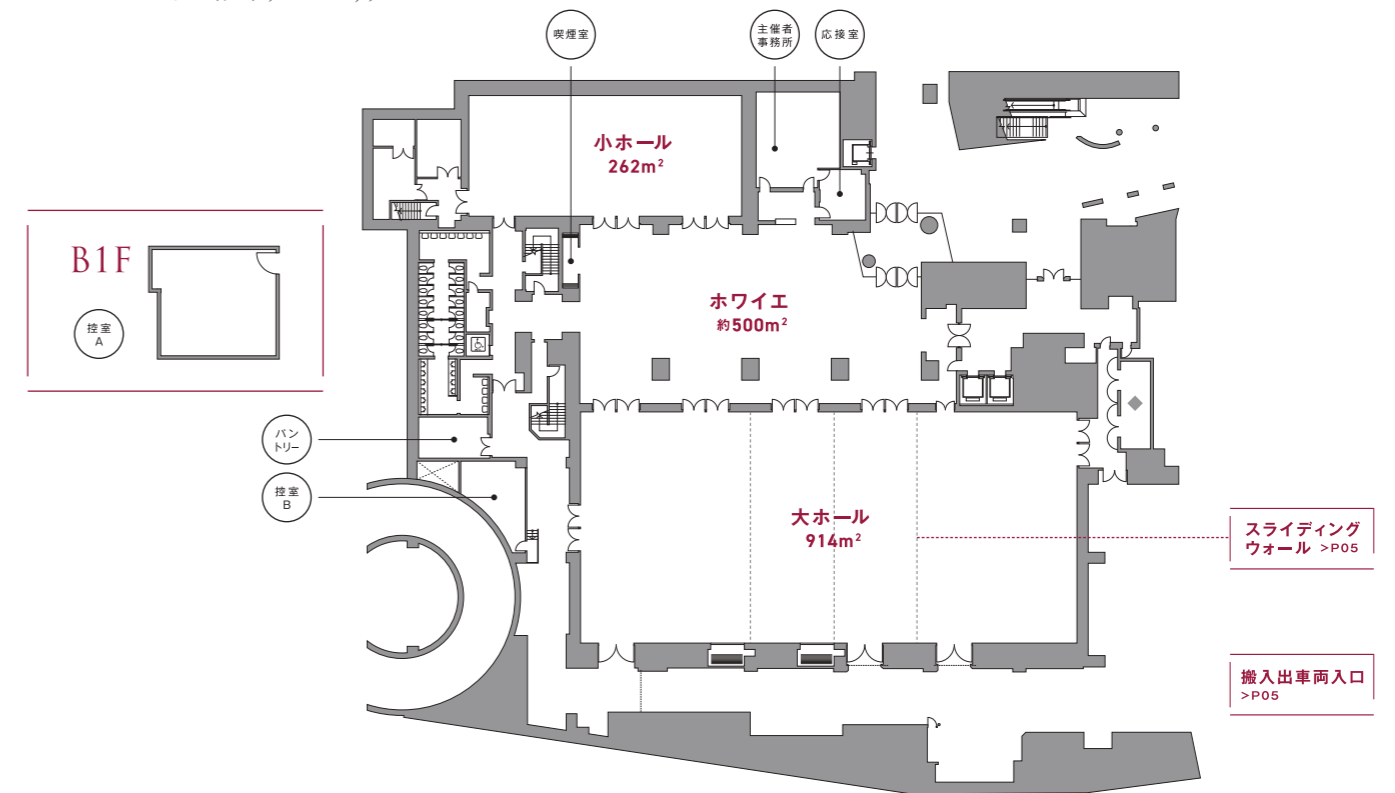 喫煙室
主催者
事務所
応接室
小ホール
262m²
B1F
控室
A
ホワイエ
約500m²
パン
トリー
控室
B
大ホール
914m²
スライディング
ウォール >P05
搬入出車両入口
>P05